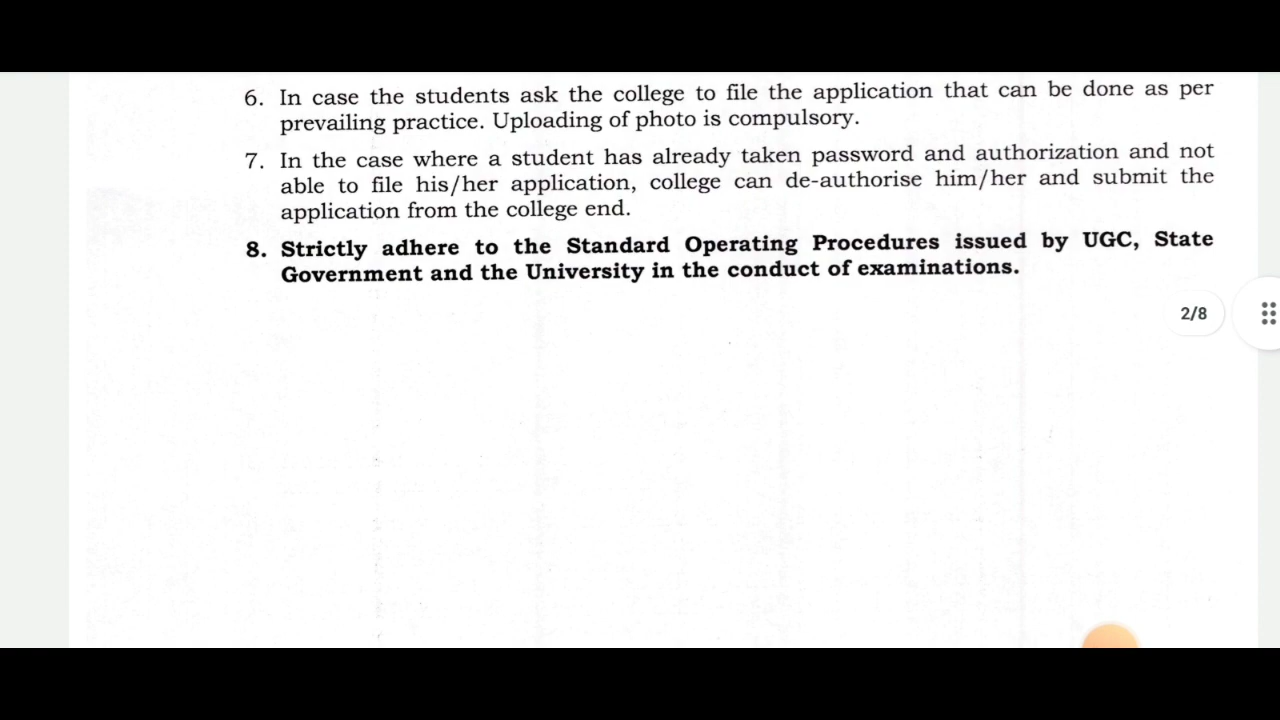 6. In case the students ask the college to file the application that can be done as per
prevailing practice. Uploading of photo is compulsory.
7. In the case where a student has already taken password and authorization and not
able to file his/her application, college can de-authorise him/her and submit the
application from the college end.
8. Strictly adhere to the Standard Operating Procedures issued by UGC, State
Government and the University in the conduct of examinations.
2/8